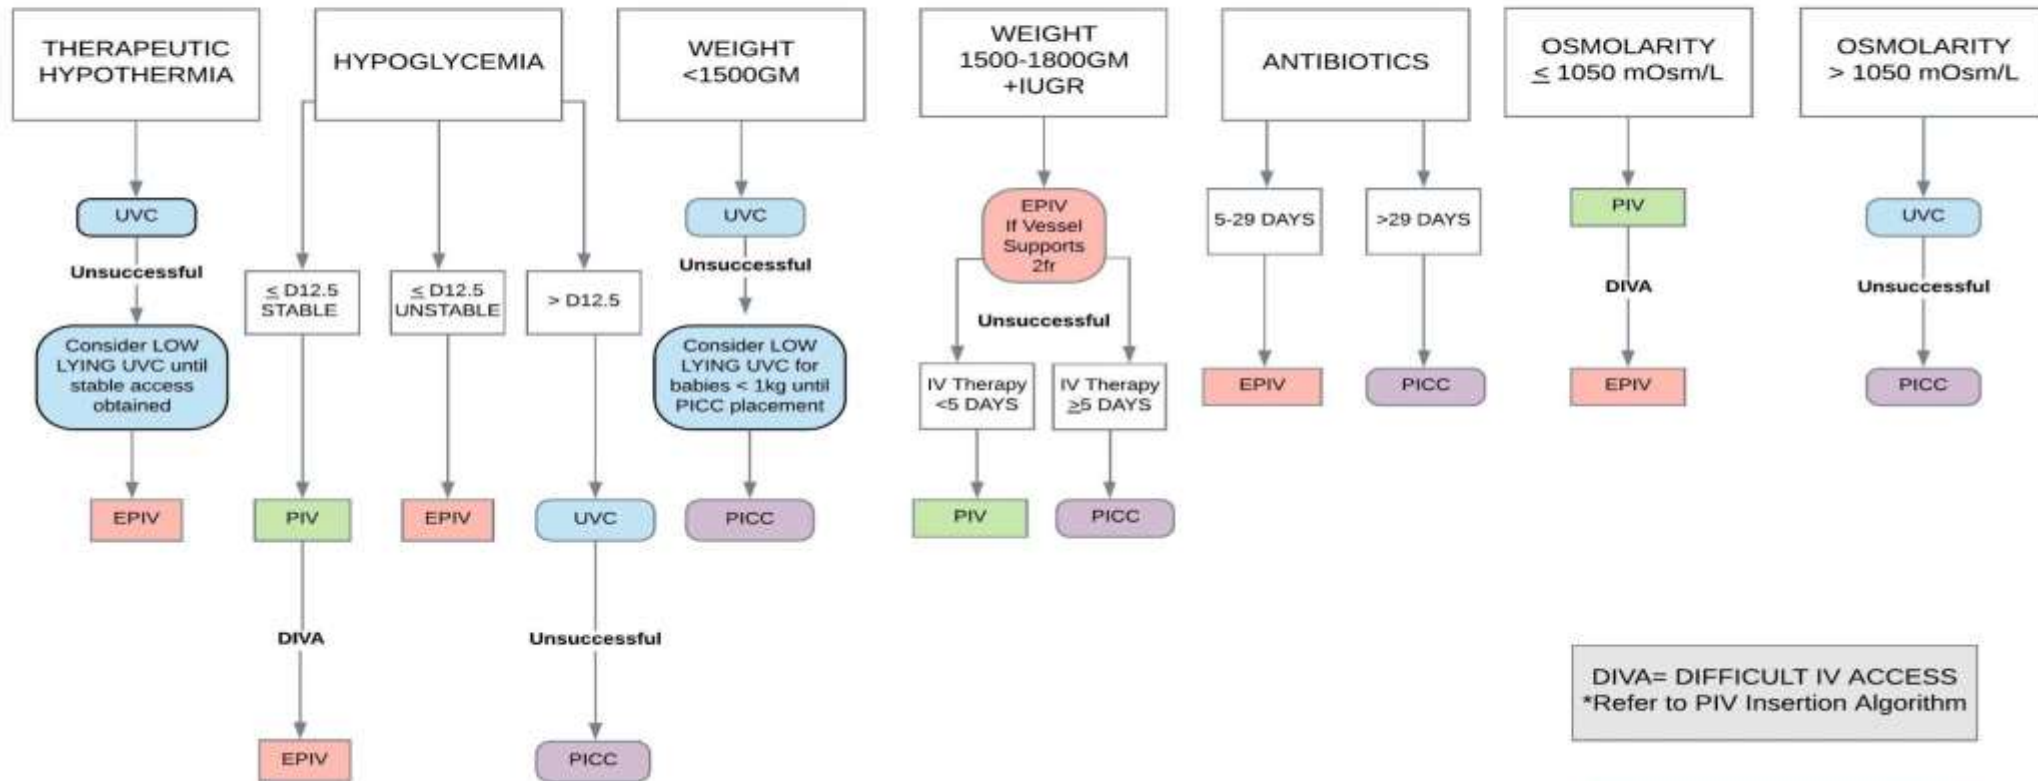 THERAPEUTIC
HYPOTHERMIA
UVC
Unsuccessful
Consider LOW
LYING UVC until
stable access
obtained
EPIV
HYPOGLYCEMIA
≤ D12.5
STABLE
PIV
DIVA
EPIV
≤ D12.5
UNSTABLE
EPIV
> D12.5
UVC
Unsuccessful
PICC
WEIGHT
<1500GM
UVC
Unsuccessful
Consider LOW
LYING UVC for
babies < 1kg until
PICC placement
PICC
WEIGHT
1500-1800GM
+IUGR
EPIV
If Vessel
Supports
2fr
Unsuccessful
IV Therapy
<5 DAYS
PIV
IV Therapy
≥5 DAYS
PICC
ANTIBIOTICS
5-29 DAYS
EPIV
>29 DAYS
PICC
OSMOLARITY
≤ 1050 mOsm/L
PIV
DIVA
EPIV
OSMOLARITY
> 1050 mOsm/L
UVC
Unsuccessful
PICC
DIVA= DIFFICULT IV ACCESS
*Refer to PIV Insertion Algorithm